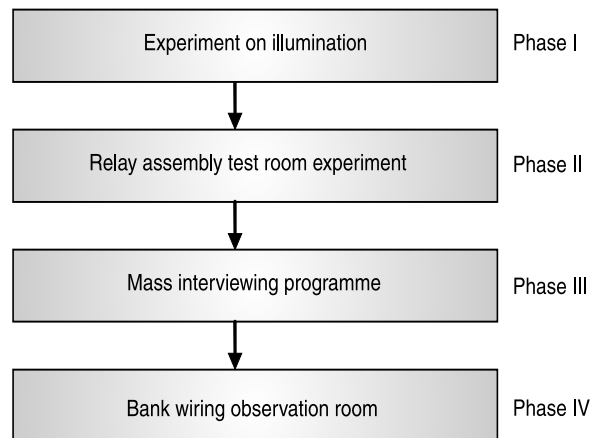 Experiment on illumination Phase I
Relay assembly test room experiment Phase II
Mass interviewing programme Phase III
Bank wiring observation room Phase IV